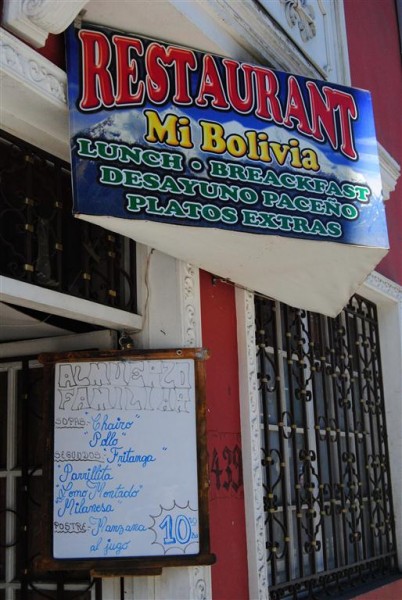 RESTAURANT
Mi Bolivia
LUNCH • BREACKFAST
DESAYUNO PACEÑO
PLATOS EXTRAS
ALMUERZO
FAMILIAR
SOPAS - "Chairo"
Pollo"
SEGUNDOS - "Fritanga"
"Parrillita"
"Lomo Montado"
"Milanesa
POSTRE - Manzana
al jugo
10
439